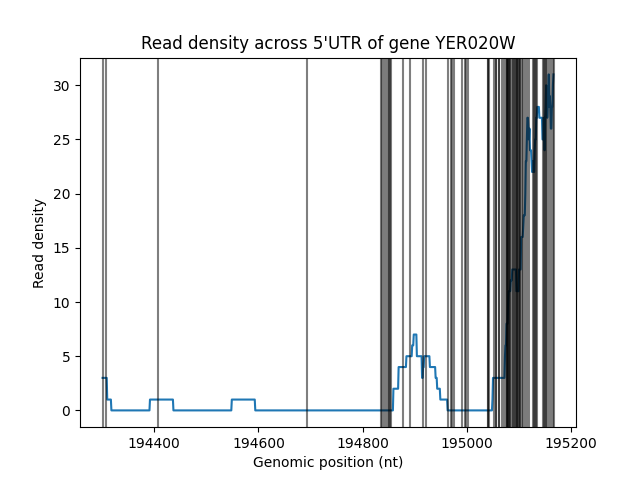 Read density across 5'UTR of gene YER020W
30
25
20
15
10
5
0
Read density
194400 194600 194800 195000 195200
Genomic position (nt)